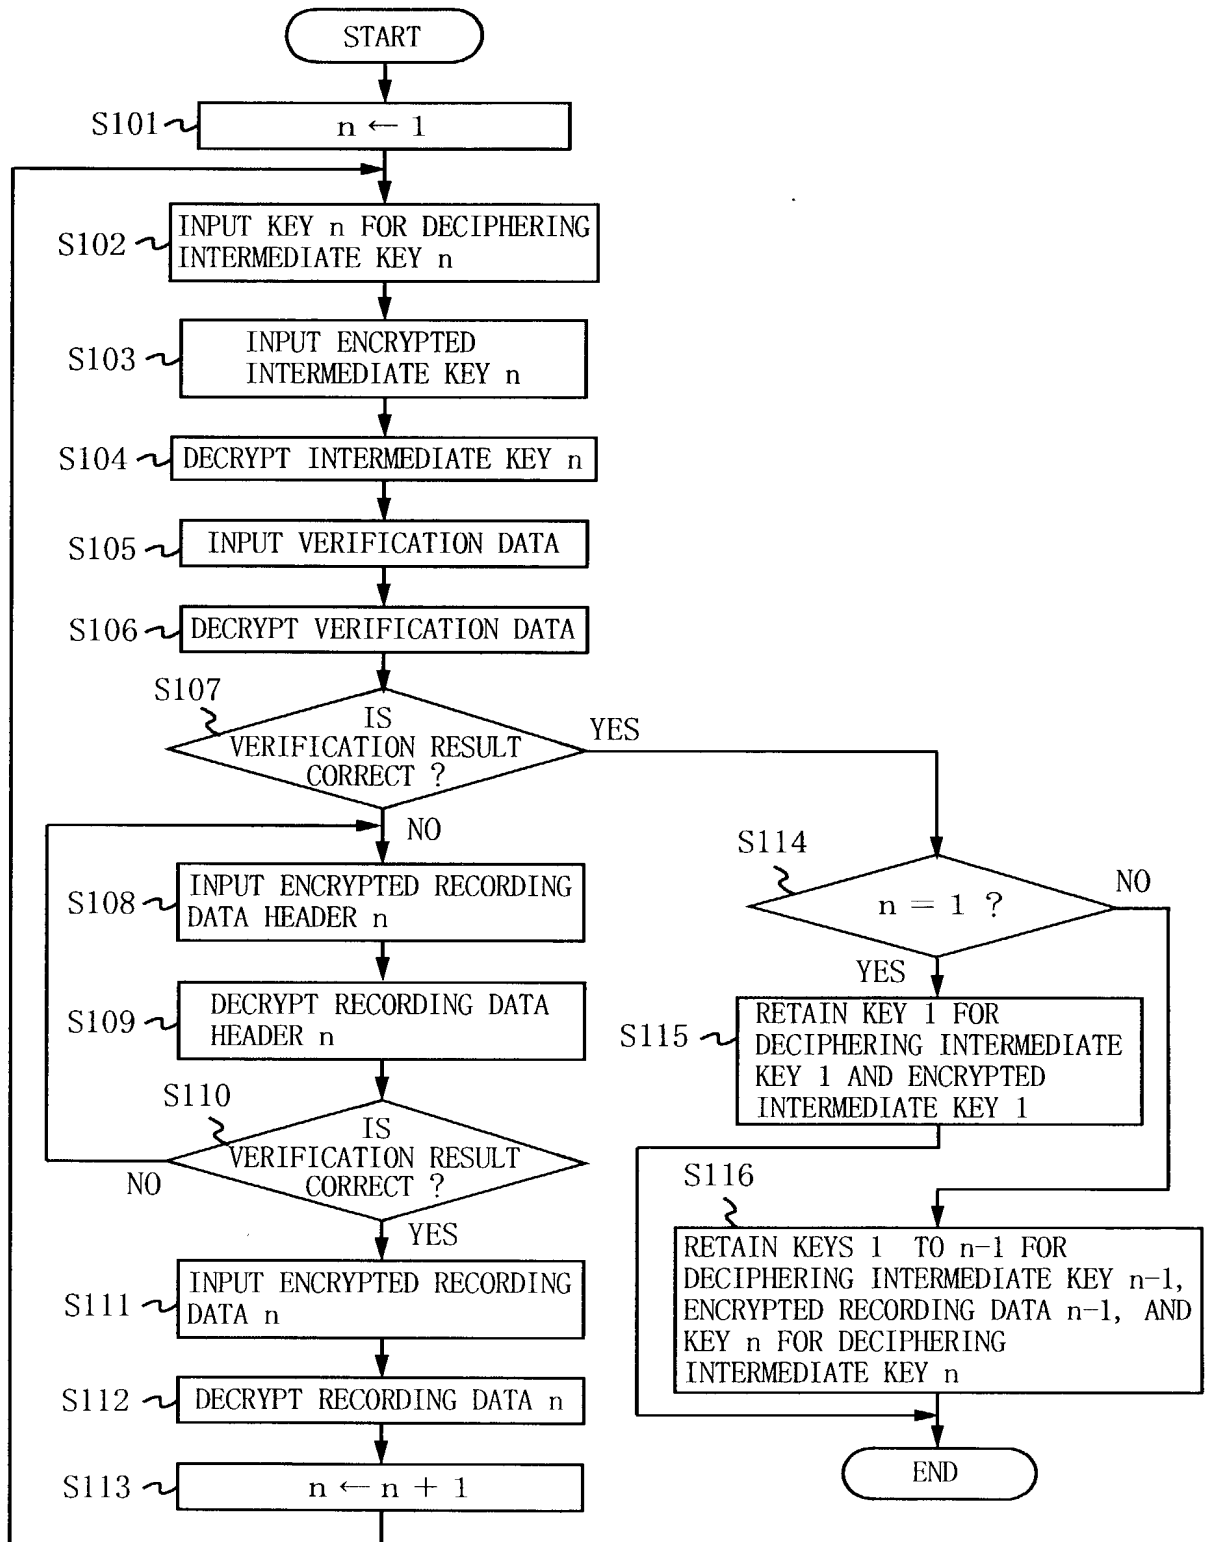 START
S101
n ← 1
S102
INPUT KEY n FOR DECIPHERING
INTERMEDIATE KEY n
S103
INPUT ENCRYPTED
INTERMEDIATE KEY n
S104
DECRYPT INTERMEDIATE KEY n
S105
INPUT VERIFICATION DATA
S106
DECRYPT VERIFICATION DATA
S107
IS
VERIFICATION RESULT
CORRECT ?
YES
NO
S108
INPUT ENCRYPTED RECORDING
DATA HEADER n
S109
DECRYPT RECORDING DATA
HEADER n
S110
IS
VERIFICATION RESULT
CORRECT ?
NO
YES
S111
INPUT ENCRYPTED RECORDING
DATA n
S112
DECRYPT RECORDING DATA n
S113
n ← n + 1
S114
n = 1 ?
NO
YES
S115
RETAIN KEY 1 FOR
DECIPHERING INTERMEDIATE
KEY 1 AND ENCRYPTED
INTERMEDIATE KEY 1
S116
RETAIN KEYS 1 TO n-1 FOR
DECIPHERING INTERMEDIATE KEY n-1,
ENCRYPTED RECORDING DATA n-1, AND
KEY n FOR DECIPHERING
INTERMEDIATE KEY n
END